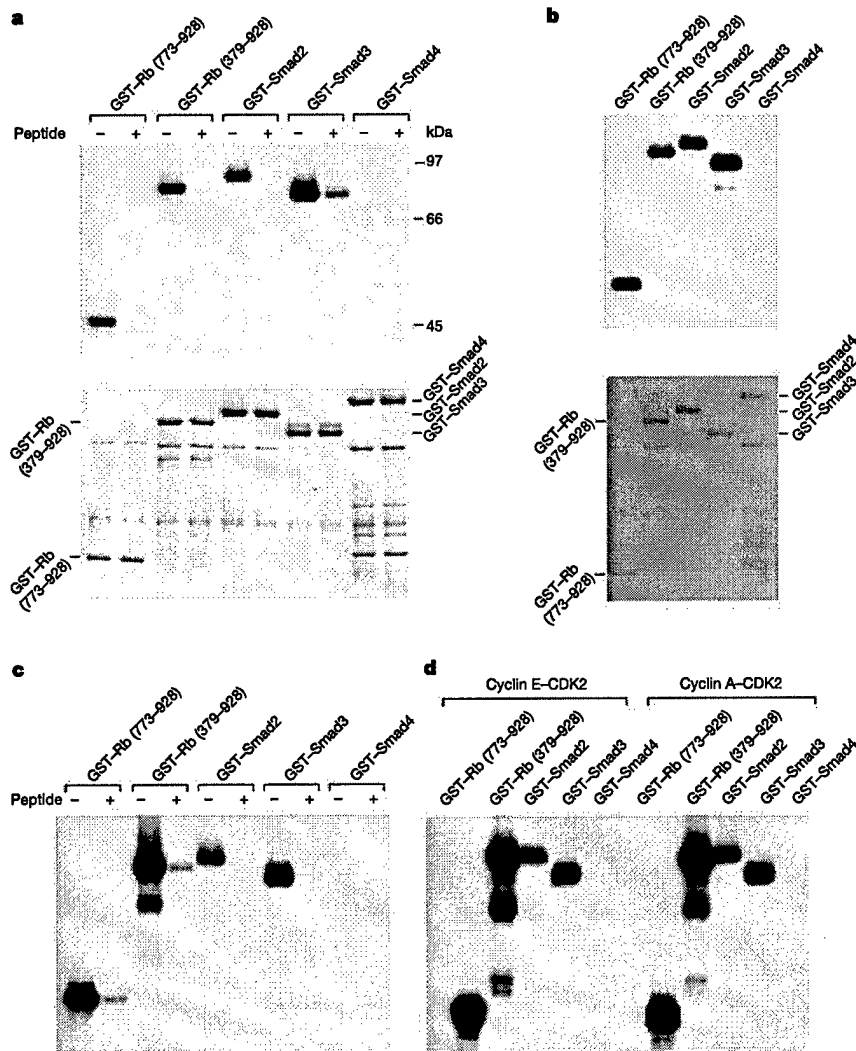 a
GST–Rb (773–928)
GST–Rb (379–928)
GST–Smad2
GST–Smad3
GST–Smad4
Peptide – + – + – + – + – + kDa
97
66
45
GST–Rb (379–928)
GST–Rb (773–928)
GST–Smad4
GST–Smad2
GST–Smad3
b
GST–Rb (773–928)
GST–Rb (379–928)
GST–Smad2
GST–Smad3
GST–Smad4
GST–Rb (379–928)
GST–Rb (773–928)
GST–Smad4
GST–Smad2
GST–Smad3
c
GST–Rb (773–928)
GST–Rb (379–928)
GST–Smad2
GST–Smad3
GST–Smad4
Peptide – + – + – + – + – +
d
Cyclin E–CDK2
Cyclin A–CDK2
GST–Rb (773–928)
GST–Rb (379–928)
GST–Smad2
GST–Smad3
GST–Smad4
GST–Rb (773–928)
GST–Rb (379–928)
GST–Smad2
GST–Smad3
GST–Smad4